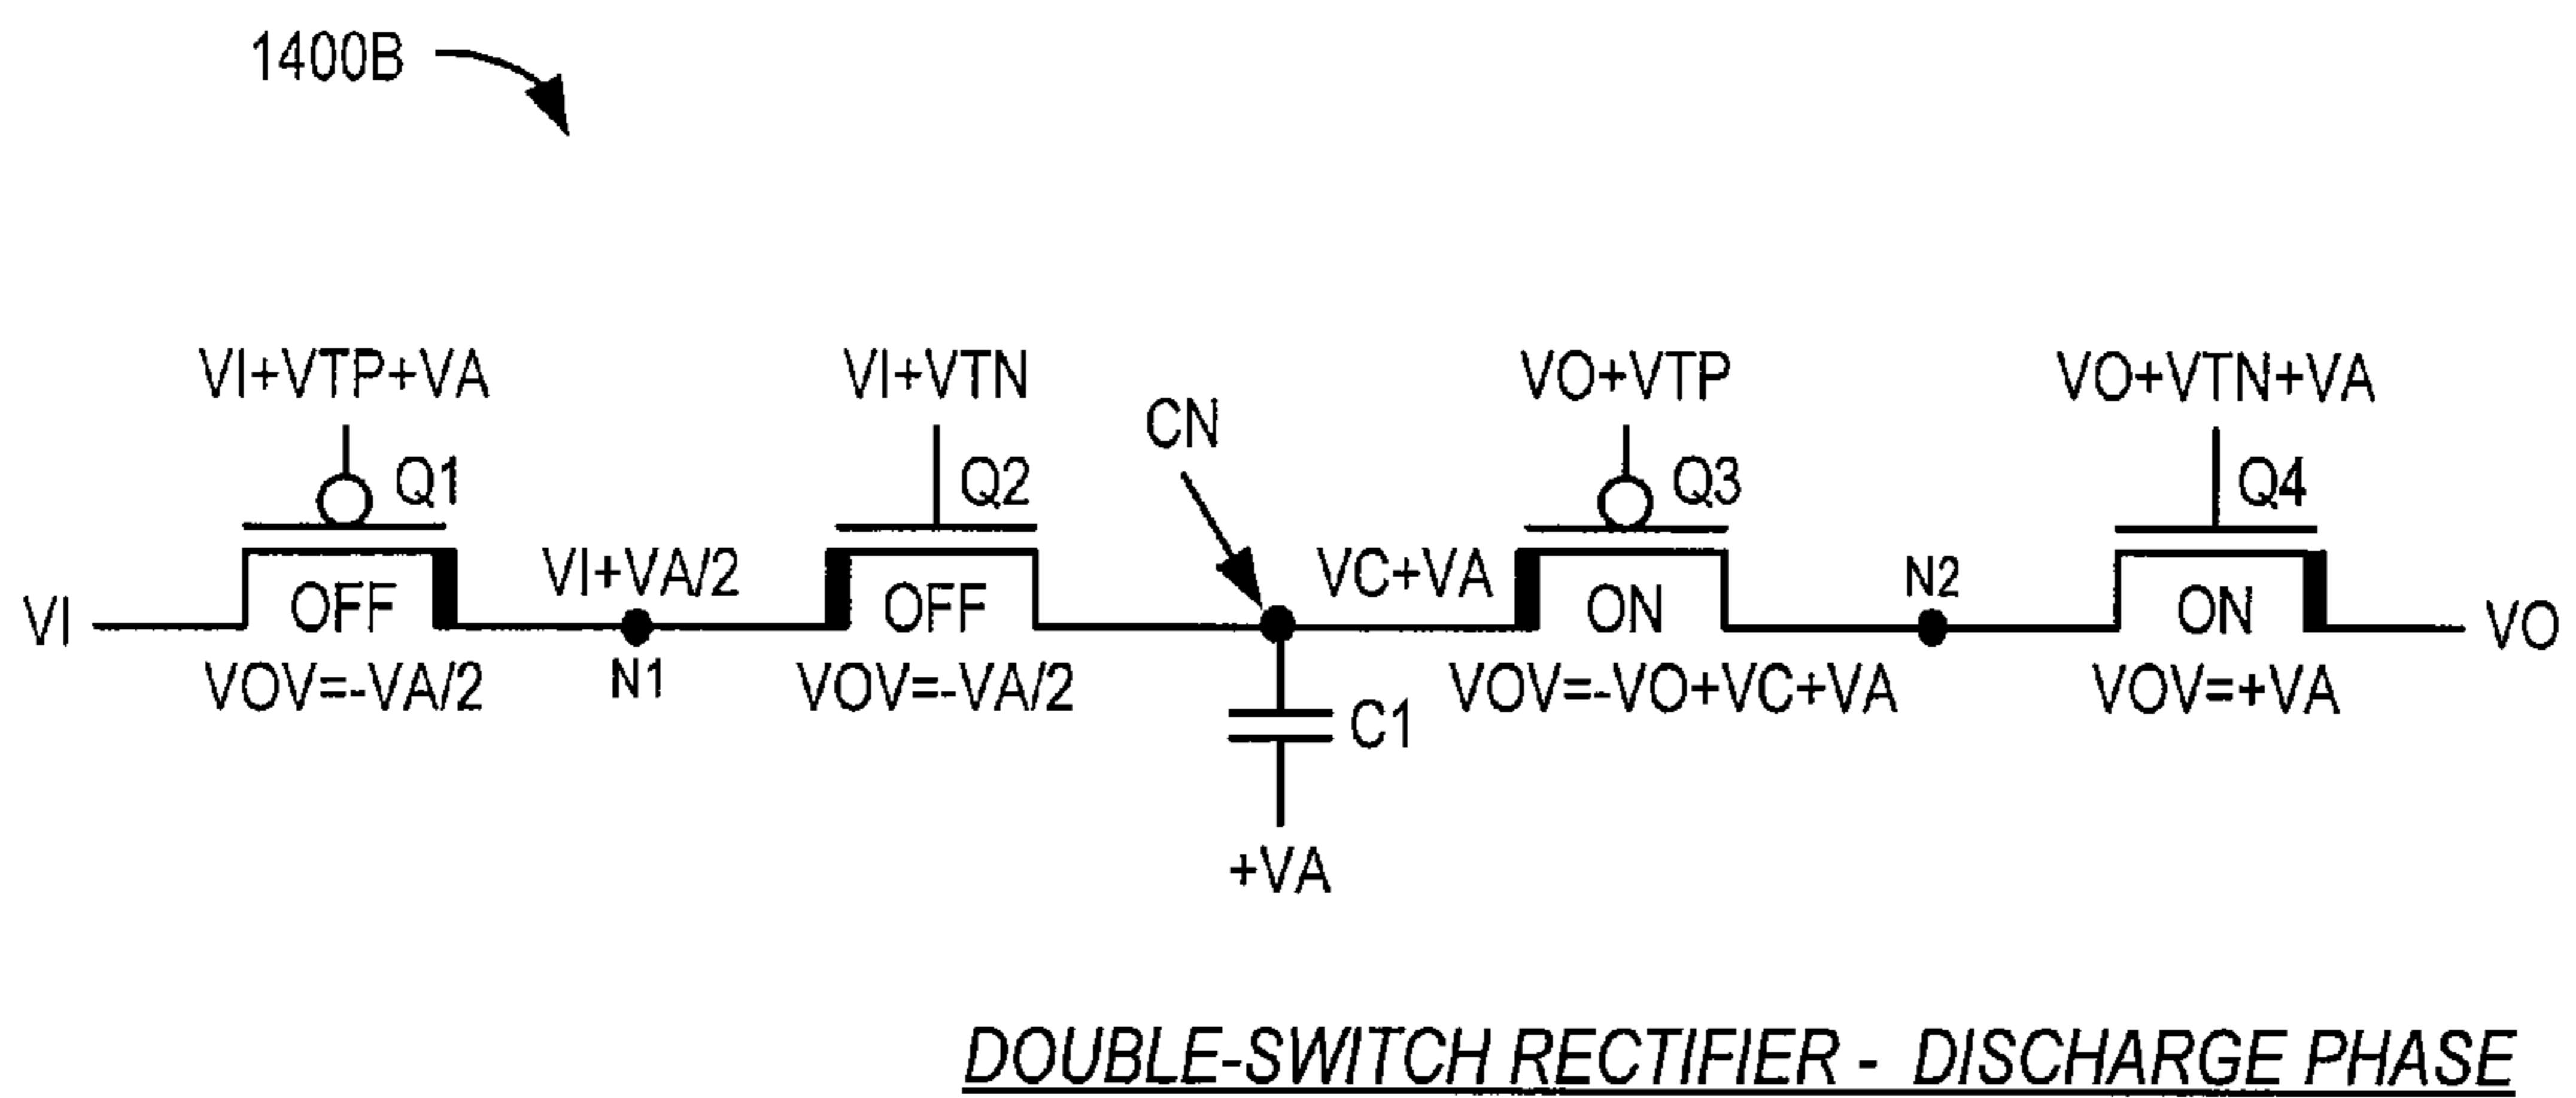 1400B
VI+VTP+VA
VI+VTN
VO+VTP
VO+VTN+VA
CN
Q1
Q2
Q3
Q4
VI
OFF
VI+VA/2
OFF
VC+VA
ON
N2
ON
VO
VOV=-VA/2
N1
VOV=-VA/2
C1
VOV=-VO+VC+VA
VOV=+VA
+VA
DOUBLE-SWITCH RECTIFIER - DISCHARGE PHASE